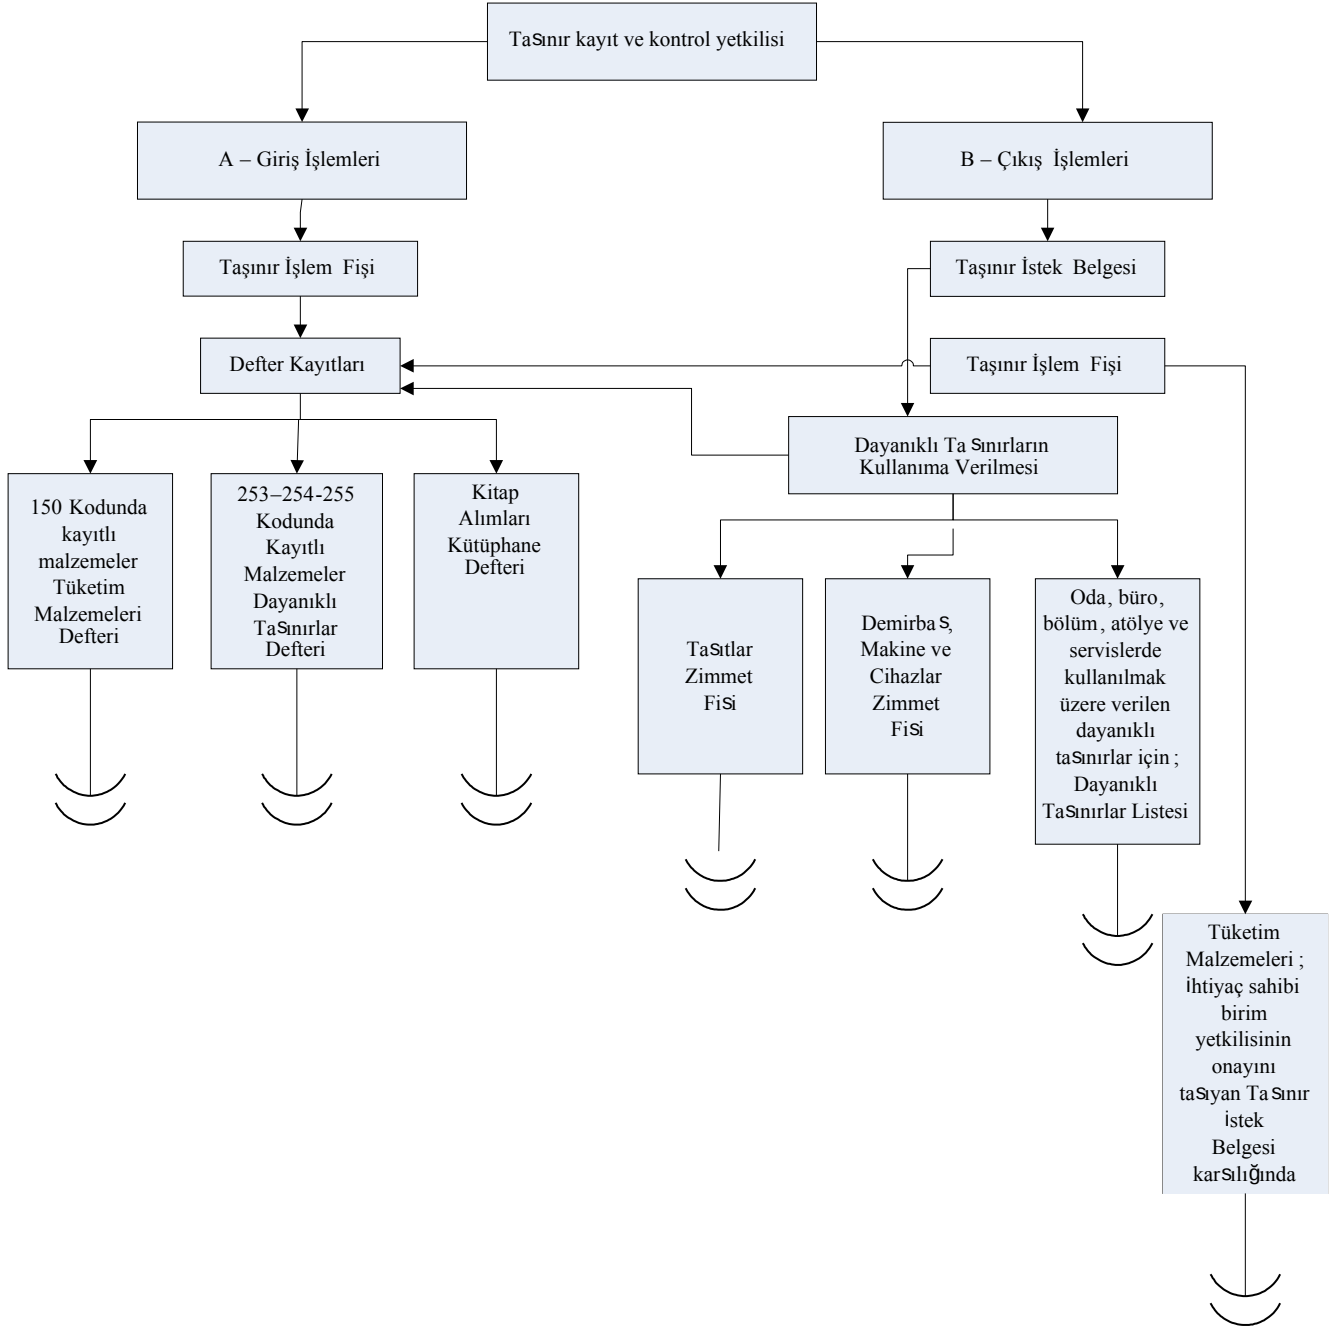 Taşınır kayıt ve kontrol yetkilisi
A – Giriş İşlemleri
B – Çıkış İşlemleri
Taşınır İşlem Fişi
Taşınır İstek Belgesi
Defter Kayıtları
Taşınır İşlem Fişi
Dayanıklı Taşınırların
Kullanıma Verilmesi
150 Kodunda
kayıtlı
malzemeler
Tüketim
Malzemeleri
Defteri
253–254-255
Kodunda
Kayıtlı
Malzemeler
Dayanıklı
Taşınırlar
Defteri
Kitap
Alımları
Kütüphane
Defteri
Taşıtlar
Zimmet
Fişi
Demirbaş,
Makine ve
Cihazlar
Zimmet
Fişi
Oda, büro,
bölüm, atölye ve
servislerde
kullanılmak
üzere verilen
dayanıklı
taşınırlar için ;
Dayanıklı
Taşınırlar Listesi
Tüketim
Malzemeleri ;
İhtiyaç sahibi
birim
yetkilisinin
onayını
taşıyan Taşınır
İstek
Belgesi
karşılığında